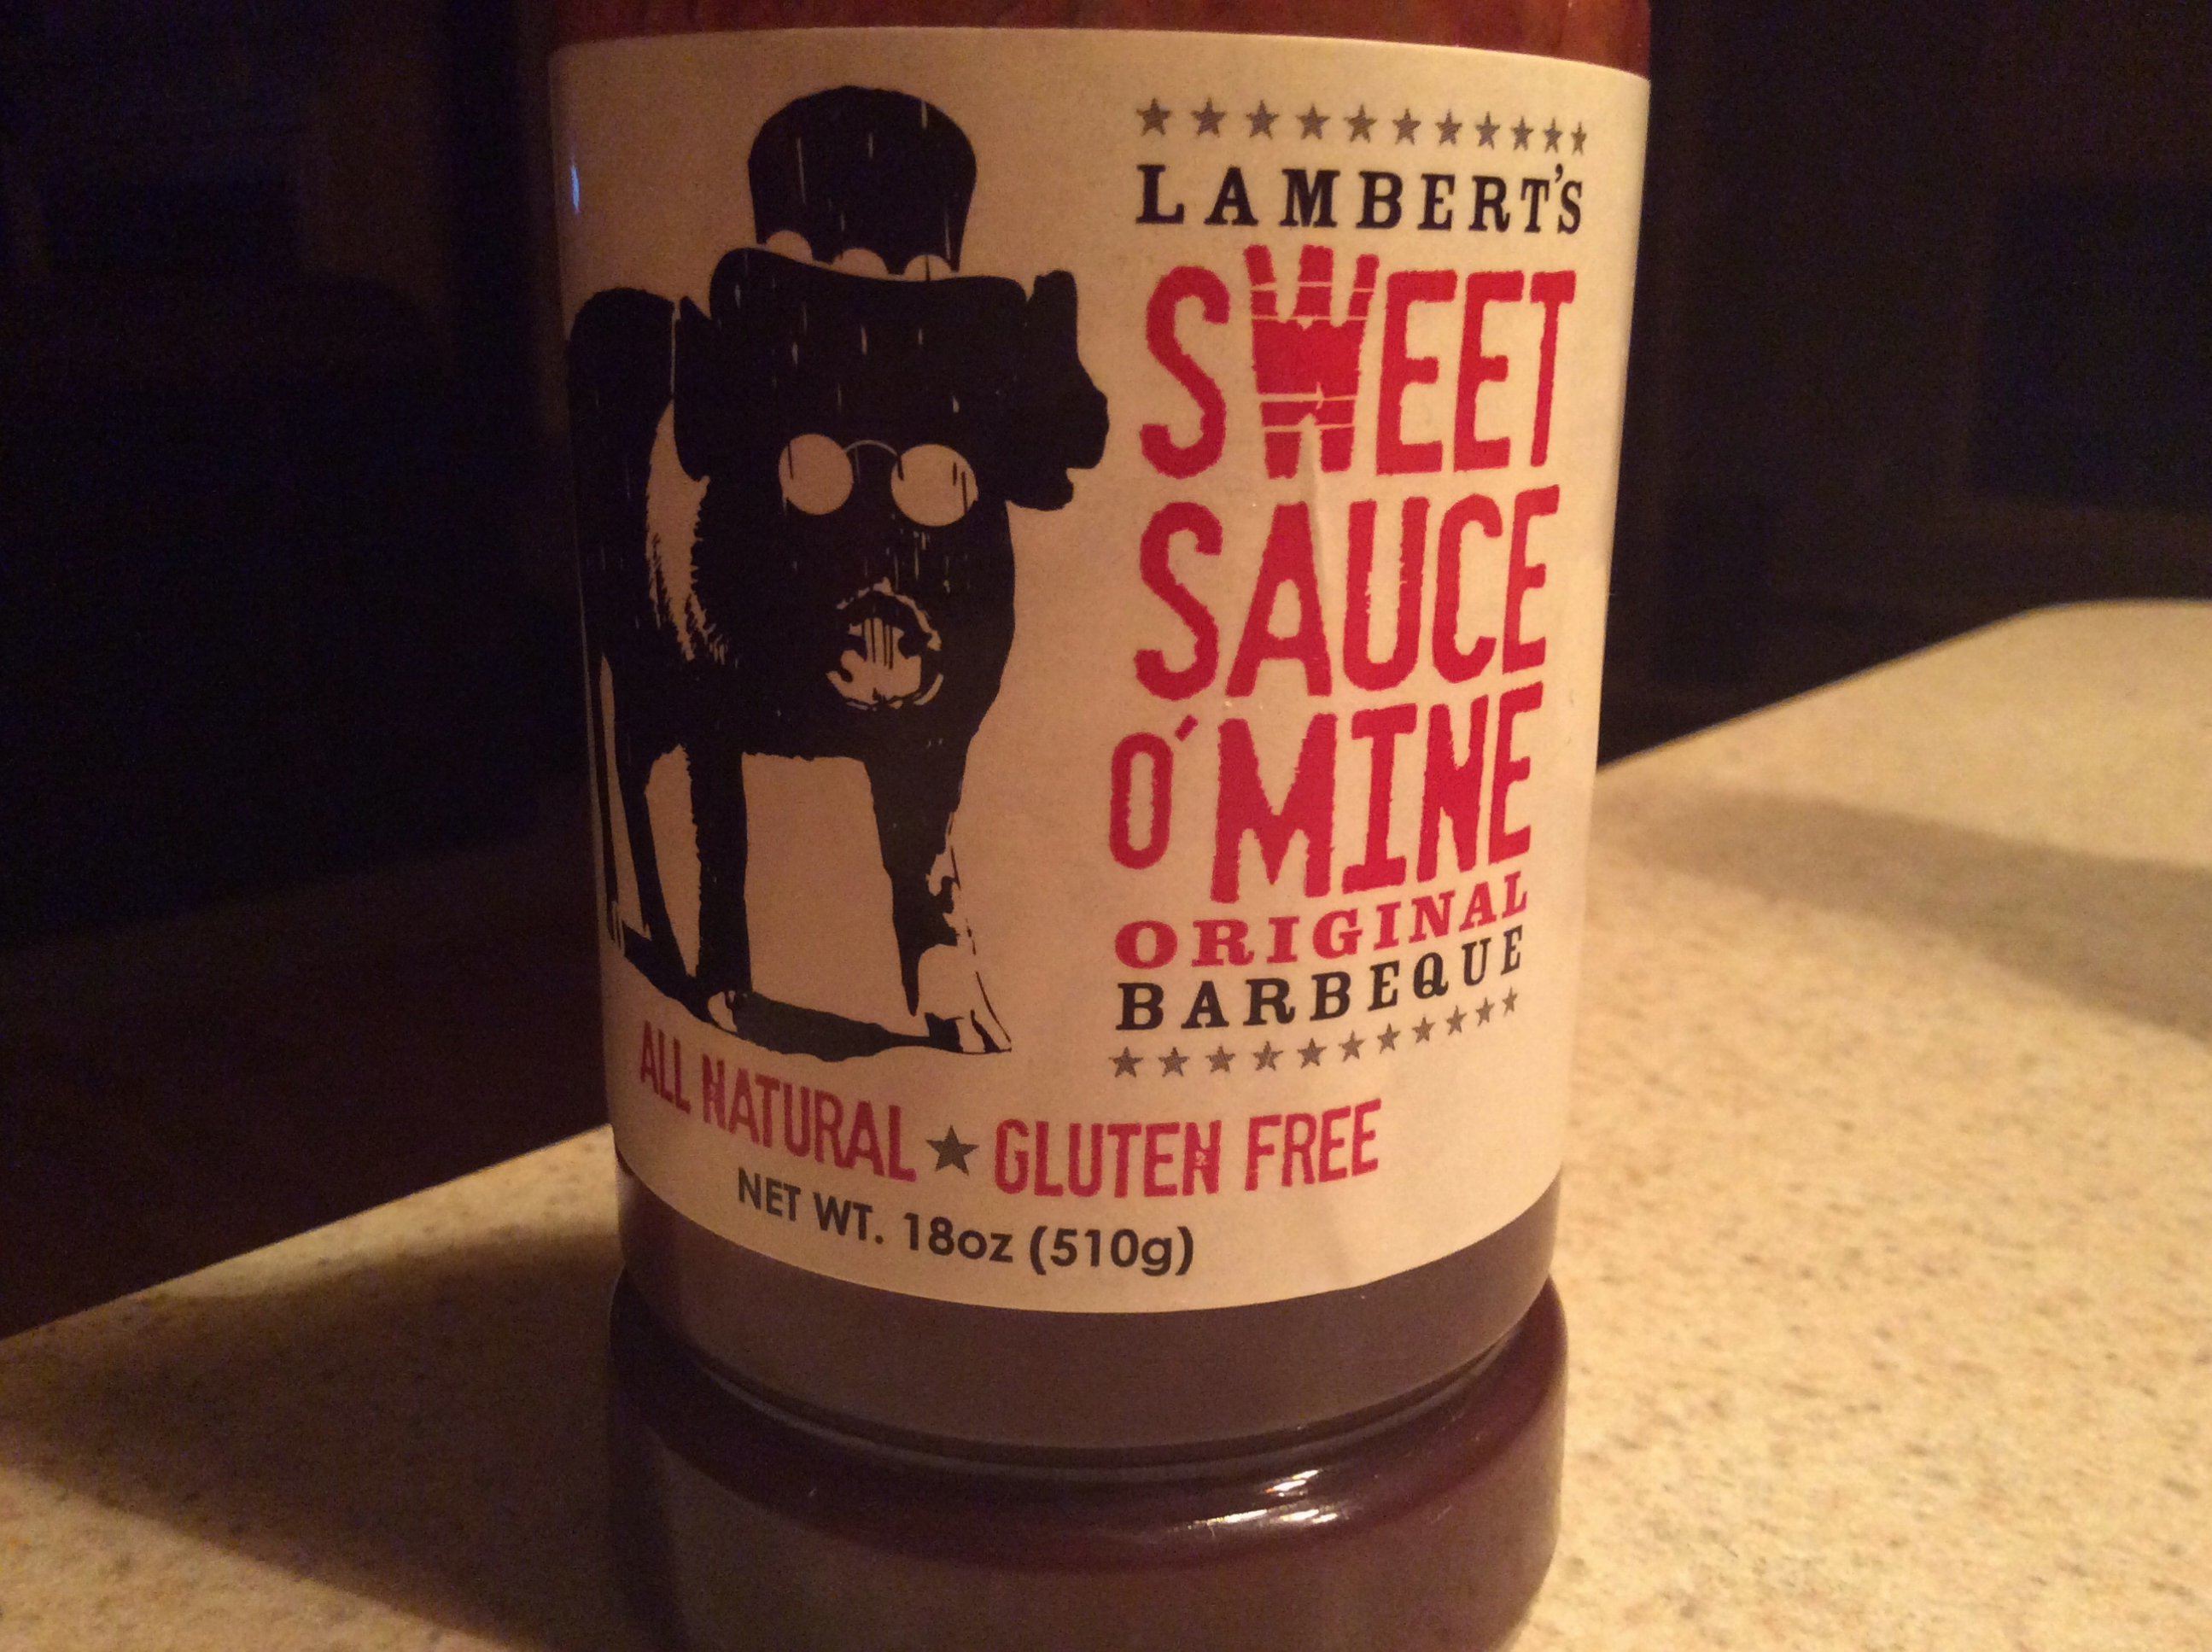 LAMBERT'S
SWEET
SAUCE
O'MINE
ORIGINAL
BARBEQUE
ALL NATURAL ★ GLUTEN FREE
NET WT. 18oz (510g)